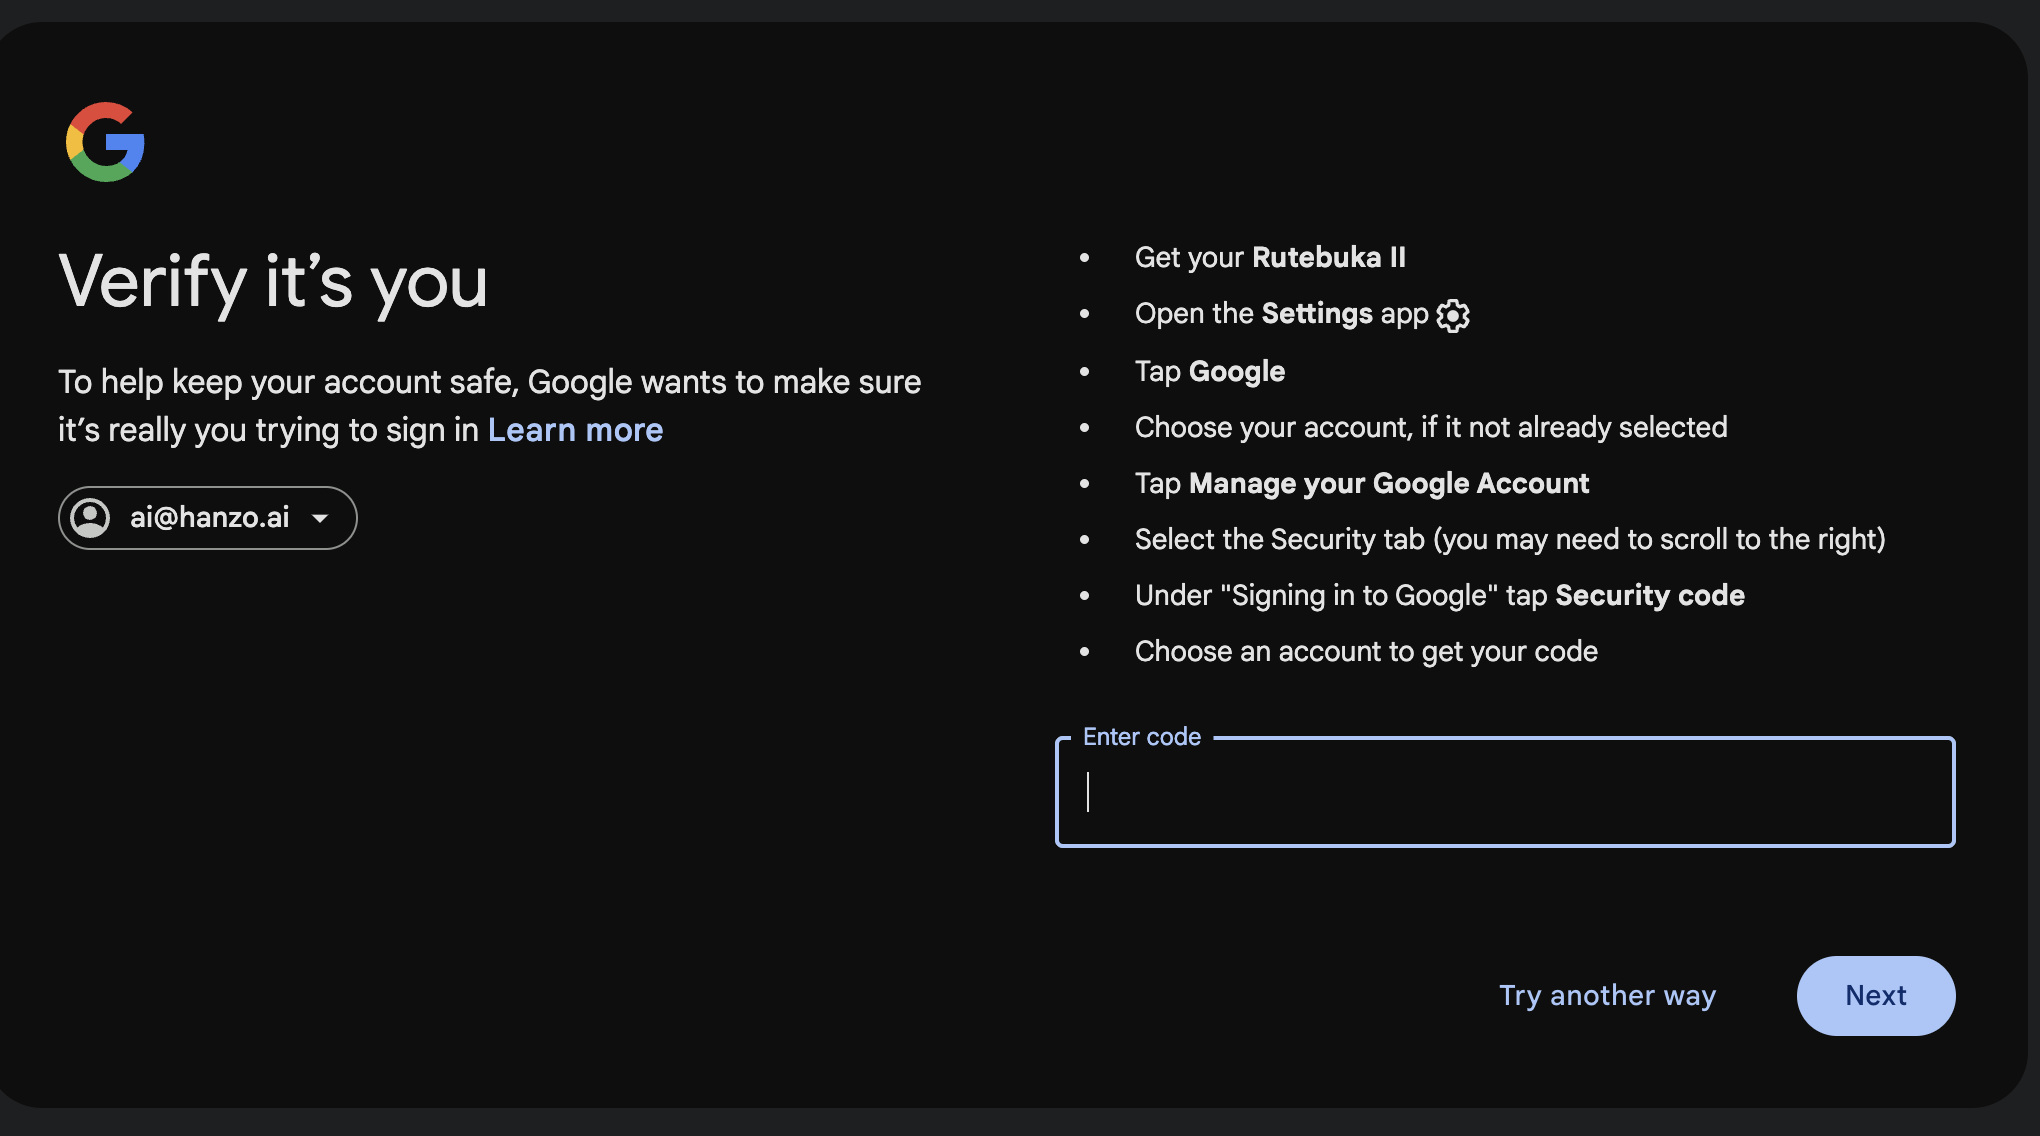 Verify it’s you
To help keep your account safe, Google wants to make sure
it’s really you trying to sign in Learn more
ai@hanzo.ai
• Get your Rutebuka II
• Open the Settings app
• Tap Google
• Choose your account, if it not already selected
• Tap Manage your Google Account
• Select the Security tab (you may need to scroll to the right)
• Under "Signing in to Google" tap Security code
• Choose an account to get your code
Enter code
Try another way
Next